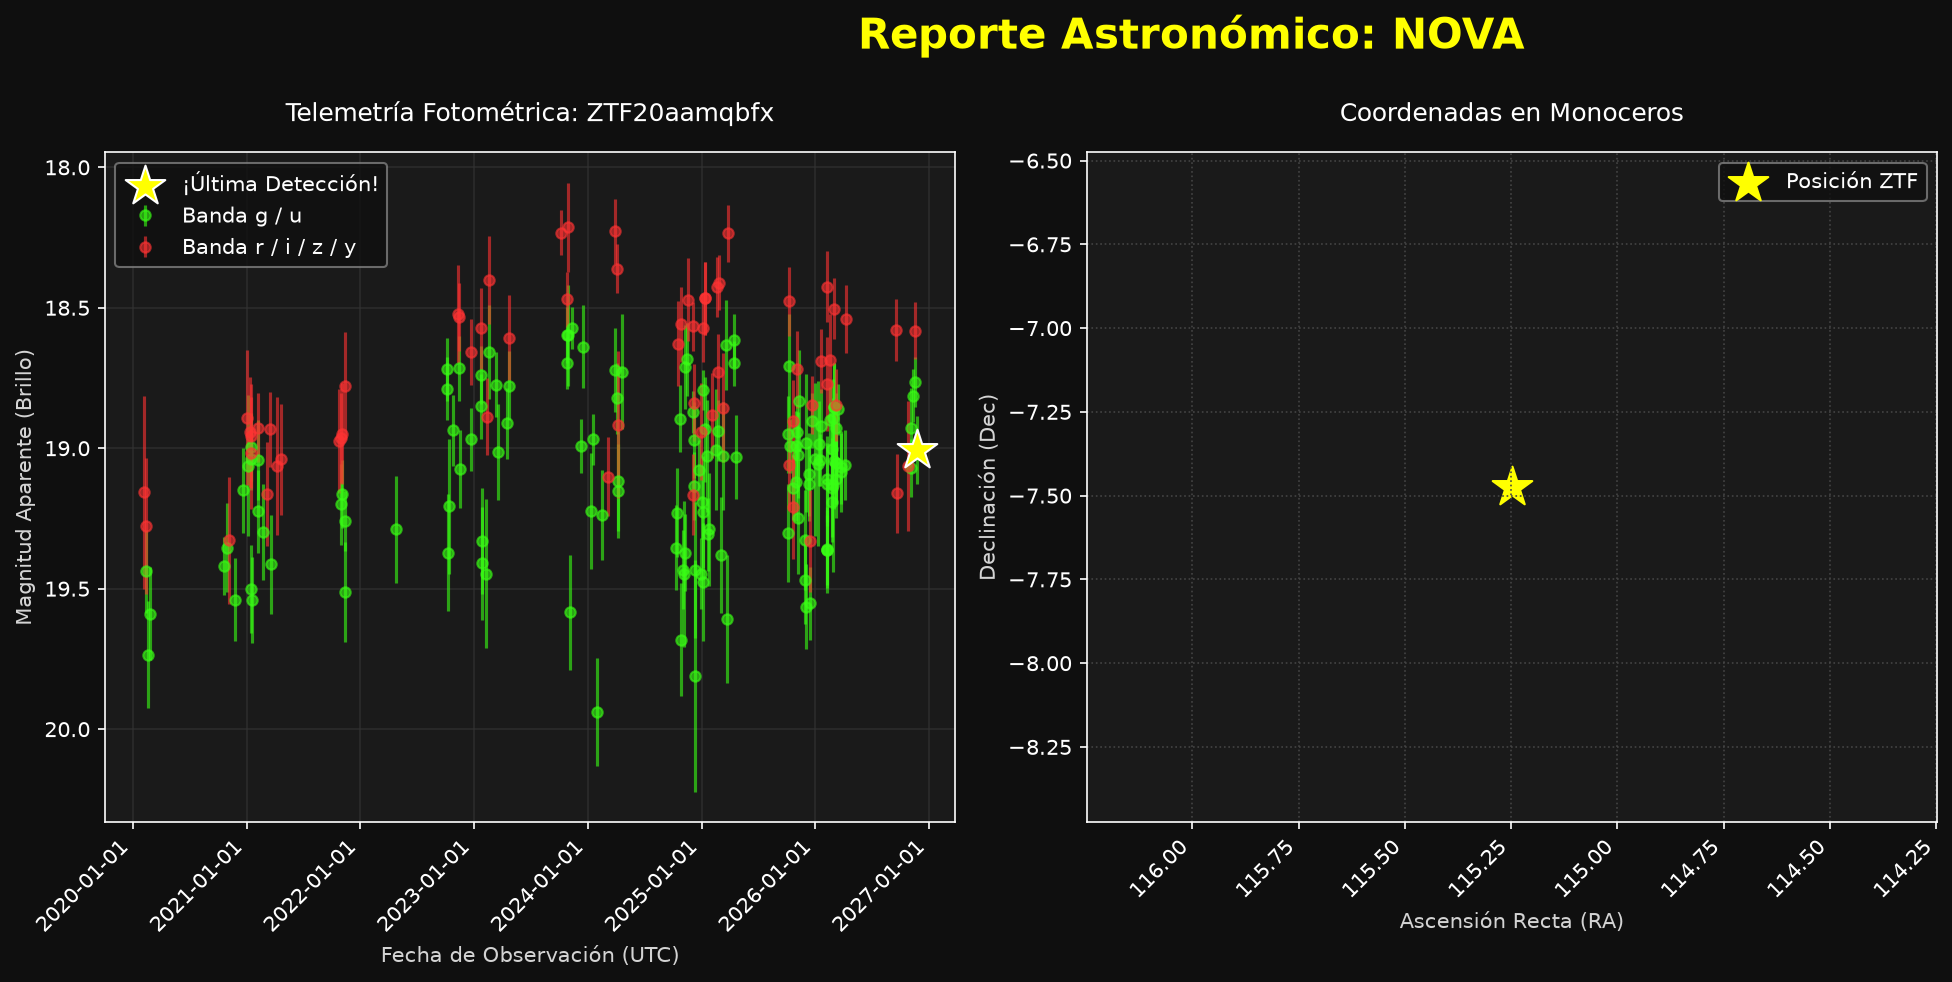 Reporte Astronómico: NOVA
Telemetría Fotométrica: ZTF20aamqbfx
¡Última Detección!
Banda g / u
Banda r / i / z / y
Magnitud Aparente (Brillo)
18.0
18.5
19.0
19.5
20.0
2020-01-01
2021-01-01
2022-01-01
2023-01-01
2024-01-01
2025-01-01
2026-01-01
2027-01-01
Fecha de Observación (UTC)
Coordenadas en Monoceros
Posición ZTF
Declinación (Dec)
−6.50
−6.75
−7.00
−7.25
−7.50
−7.75
−8.00
−8.25
116.00
115.75
115.50
115.25
115.00
114.75
114.50
114.25
Ascensión Recta (RA)